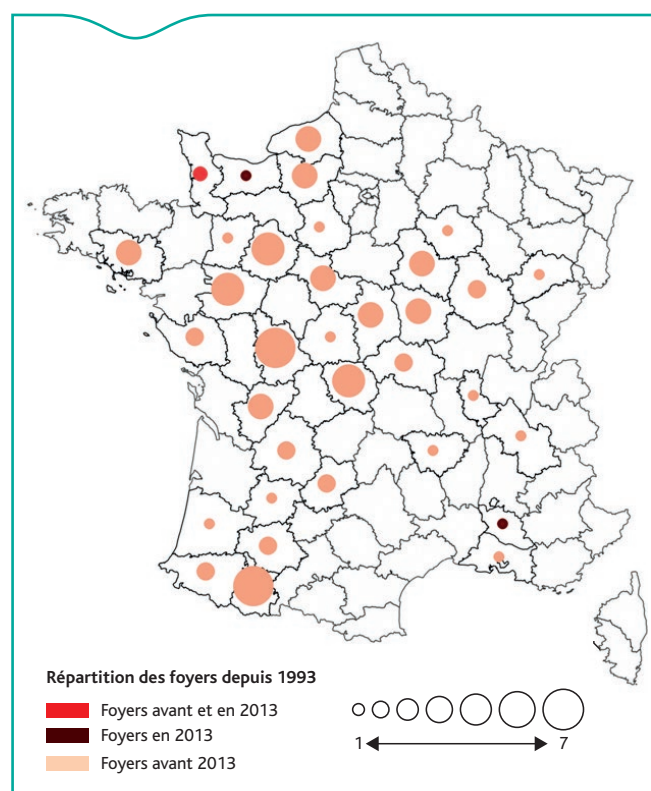 Répartition des foyers depuis 1993
Foyers avant et en 2013
Foyers en 2013
Foyers avant 2013
1 7